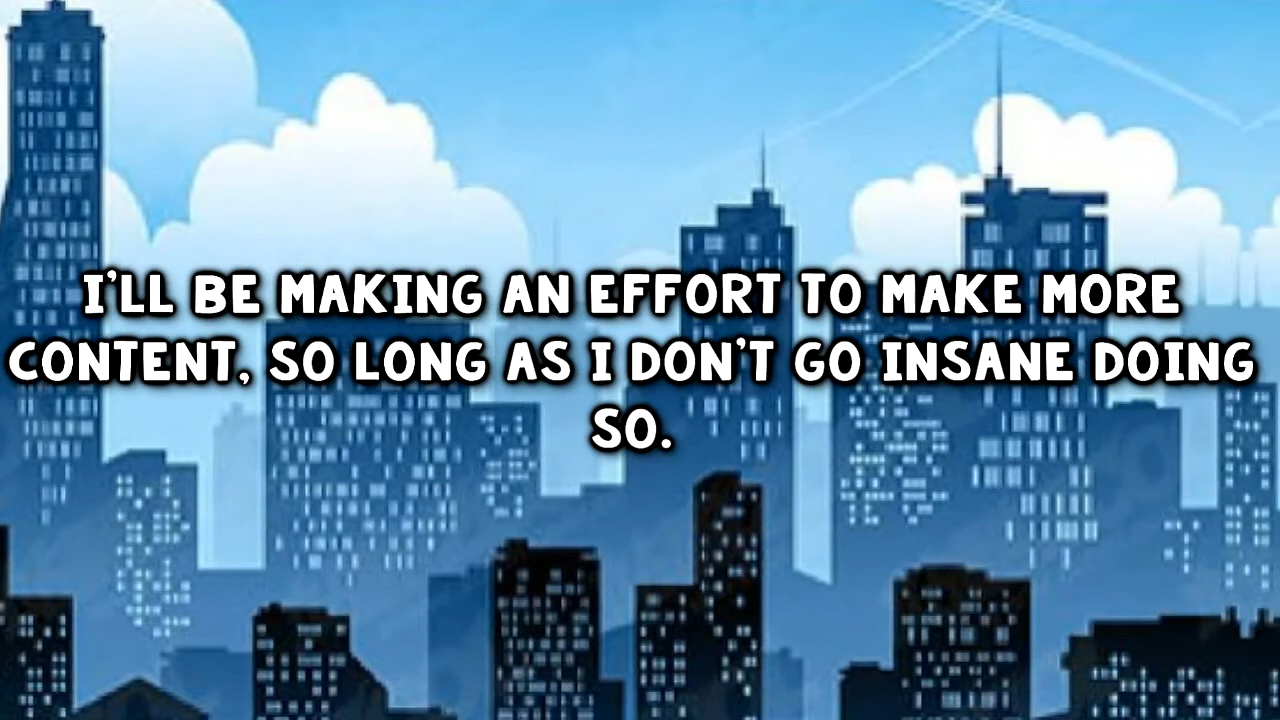 I'LL BE MAKING AN EFFORT TO MAKE MORE
CONTENT, SO LONG AS I DON'T GO INSANE DOING
SO.